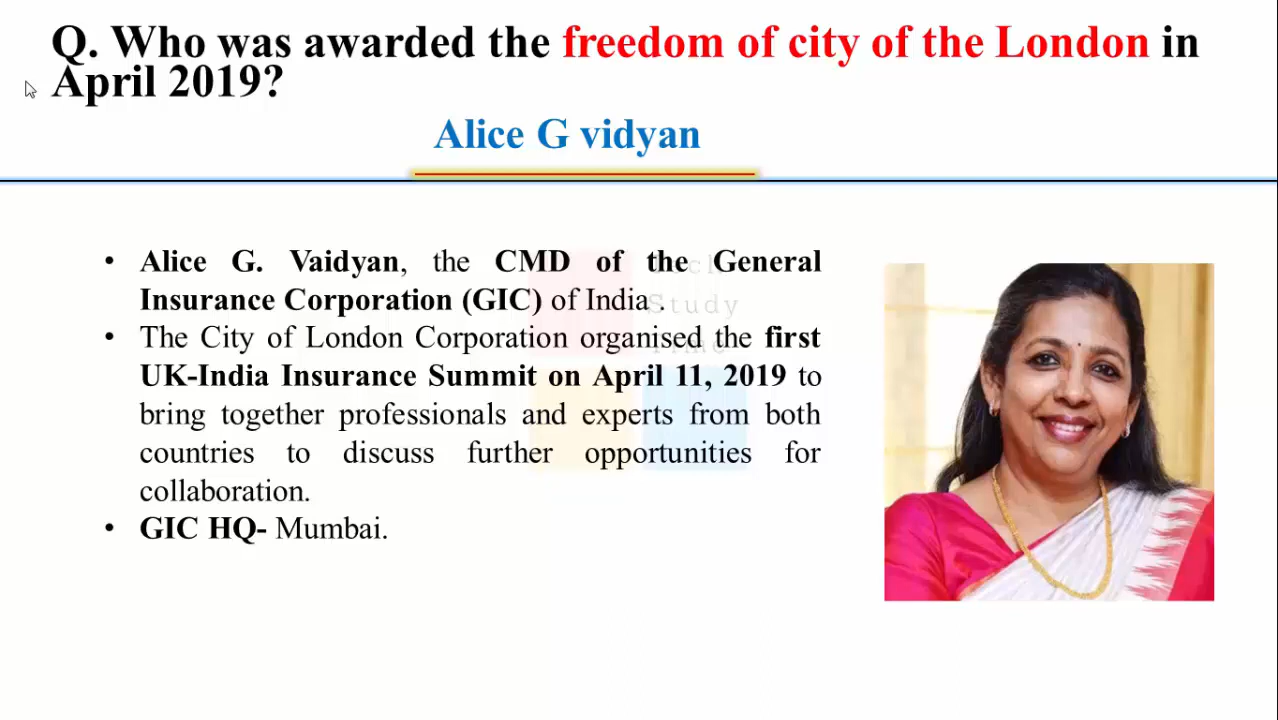 Q. Who was awarded the freedom of city of the London in
April 2019?
Alice G vidyan
• Alice G. Vaidyan, the CMD of the General
Insurance Corporation (GIC) of India .
• The City of London Corporation organised the first
UK-India Insurance Summit on April 11, 2019 to
bring together professionals and experts from both
countries to discuss further opportunities for
collaboration.
• GIC HQ- Mumbai.
Study